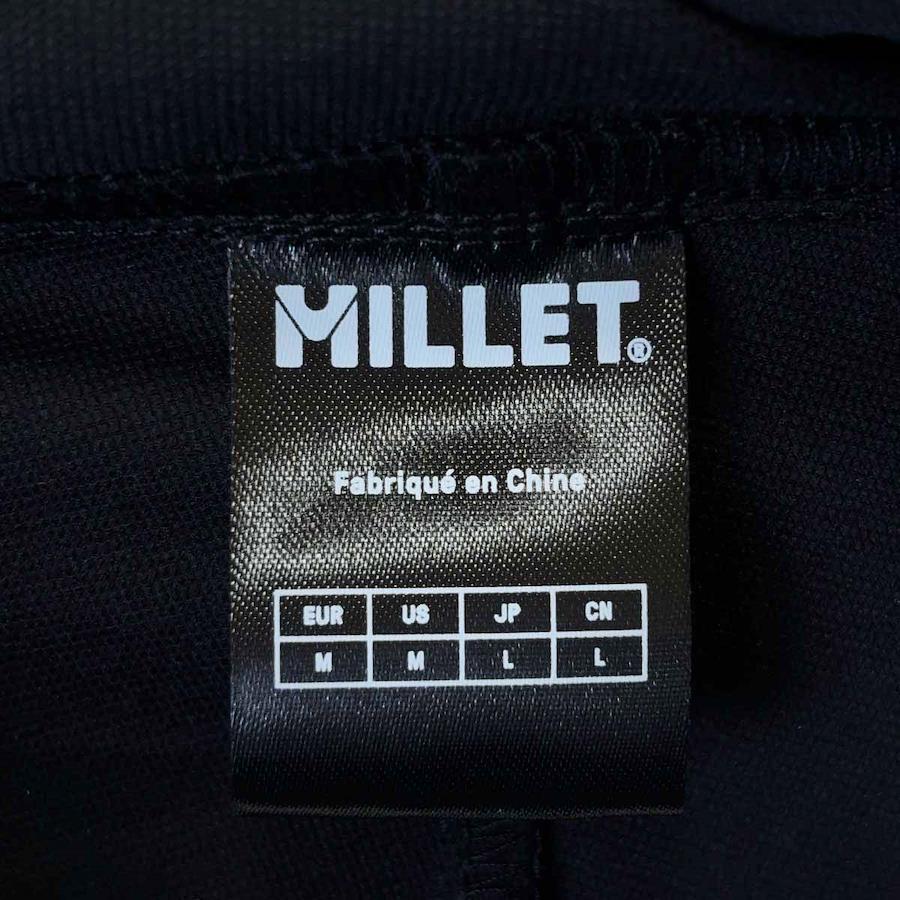 MILLET®
Fabriqué en Chine
EUR US JP CN
M M L L